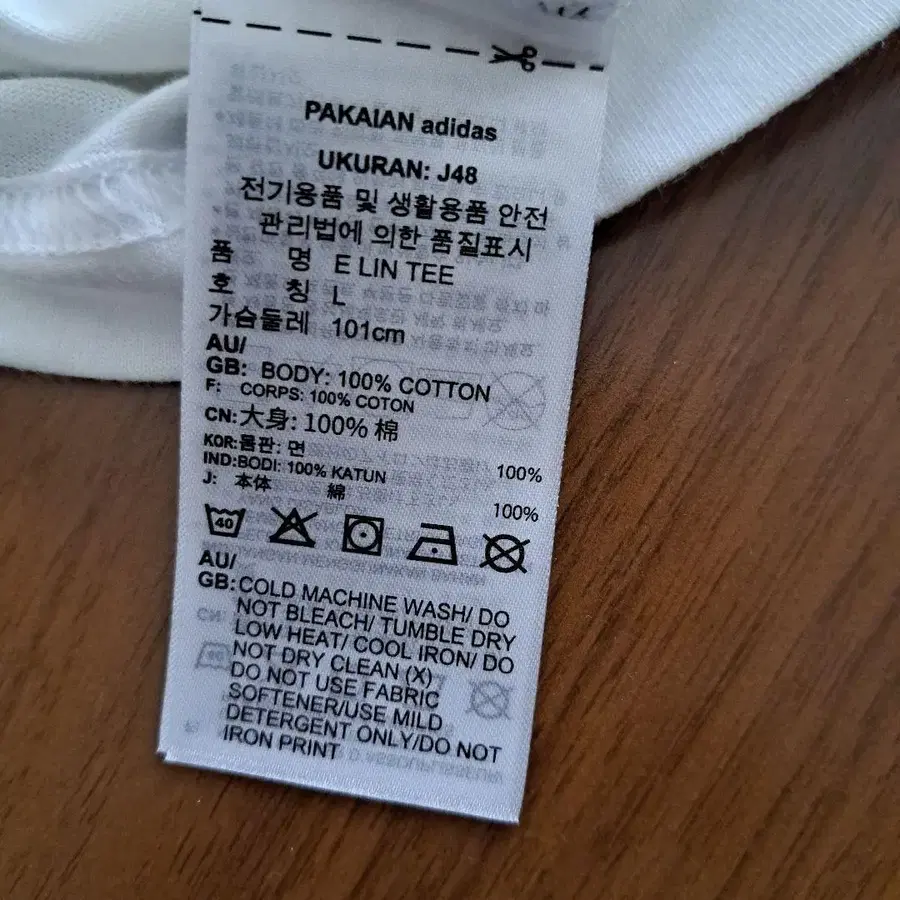 PAKAIAN adidas
UKURAN: J48
전기용품 및 생활용품 안전
관리법에 의한 품질표시
품 명 E LIN TEE
호 칭 L
가슴둘레 101cm
AU/
GB: BODY: 100% COTTON
F: CORPS: 100% COTON
CN:大身: 100% 棉
KOR:몸판: 면 100%
IND:BODI: 100% KATUN
J: 本体 綿 100%
40
AU/
GB:COLD MACHINE WASH/ DO
NOT BLEACH/ TUMBLE DRY
LOW HEAT/ COOL IRON/ DO
NOT DRY CLEAN (X)
DO NOT USE FABRIC
SOFTENER/USE MILD
DETERGENT ONLY/DO NOT
IRON PRINT